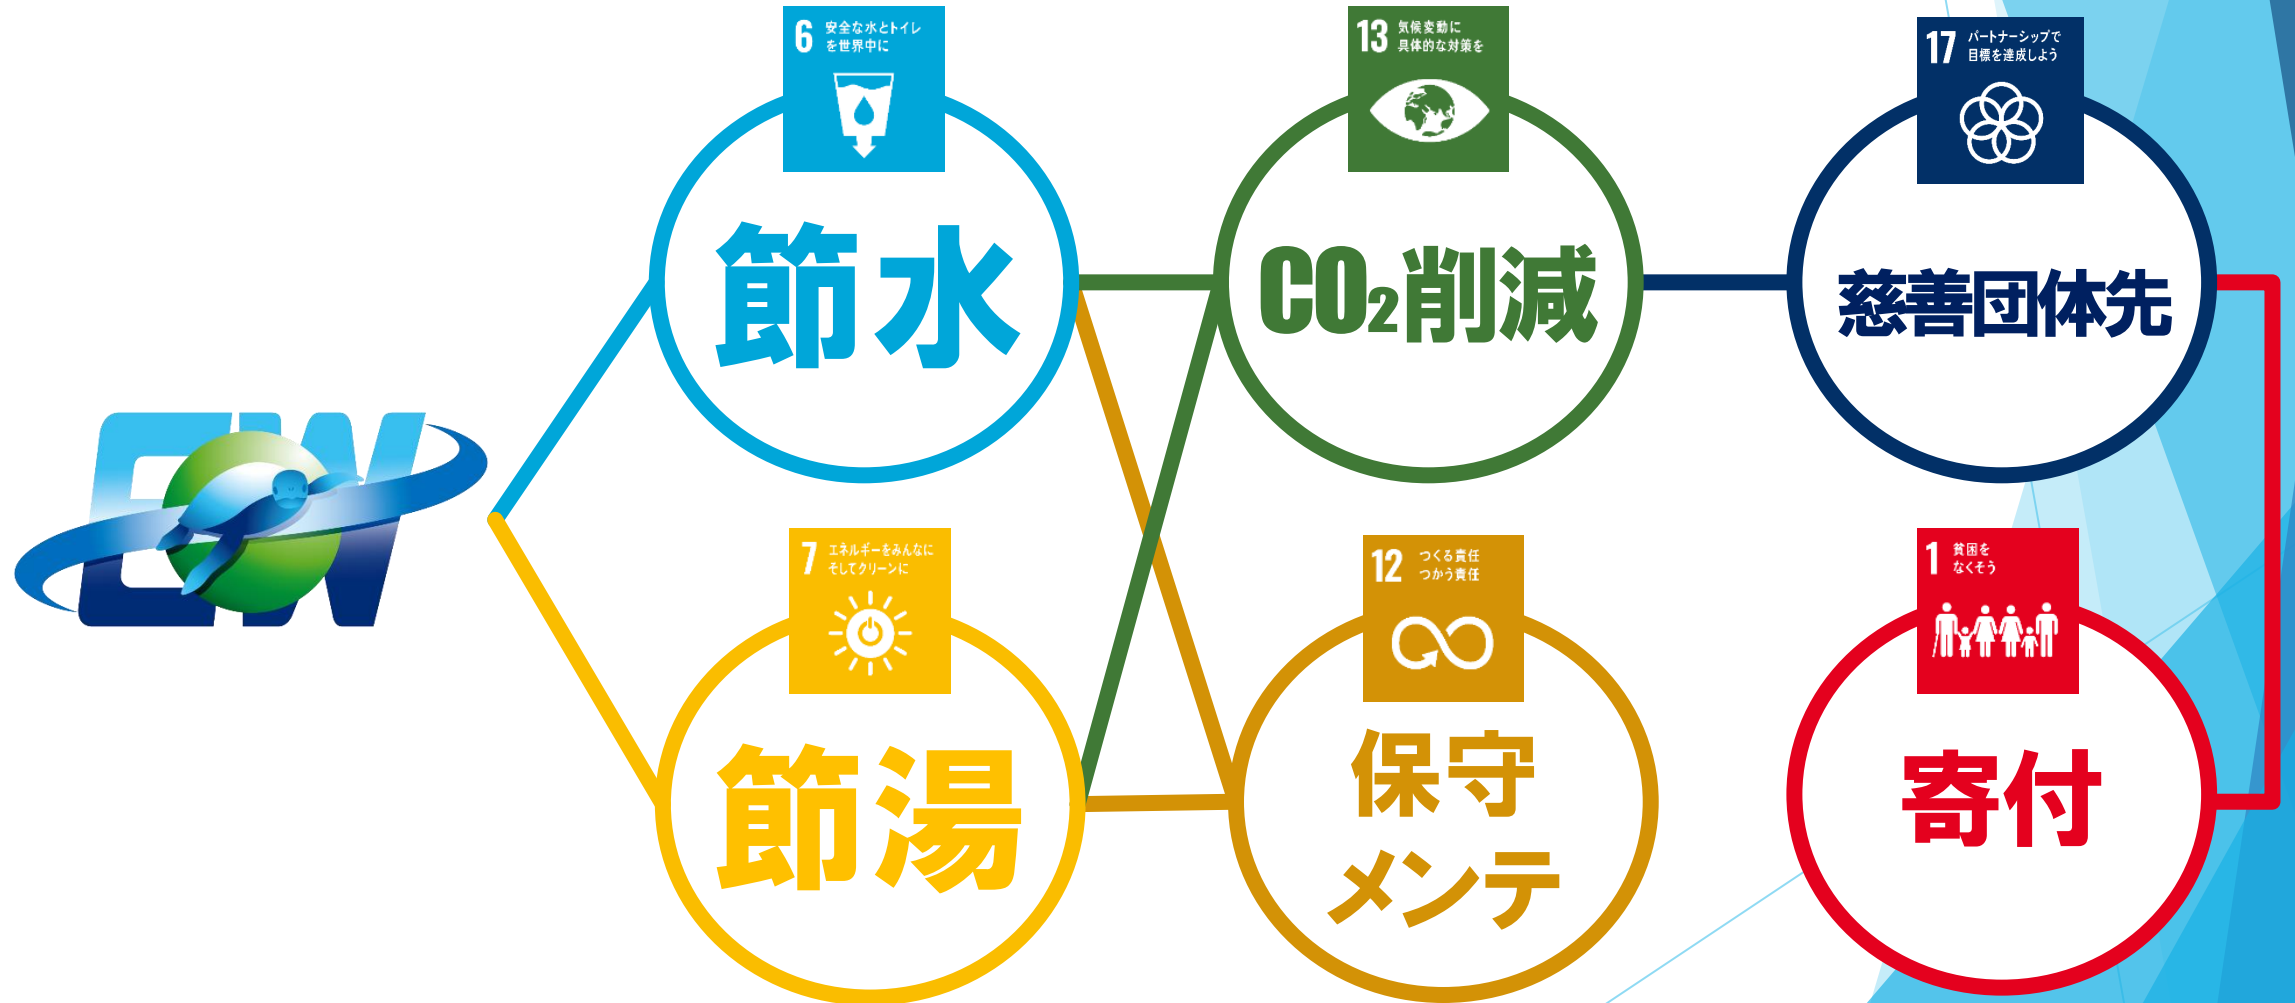 6 安全な水とトイレ
を世界中に
節水
13 気候変動に
具体的な対策を
CO₂削減
17 パートナーシップで
目標を達成しよう
慈善団体先
EW
7 エネルギーをみんなに
そしてクリーンに
節湯
12 つくる責任
つかう責任
保守
メンテ
1 貧困を
なくそう
寄付